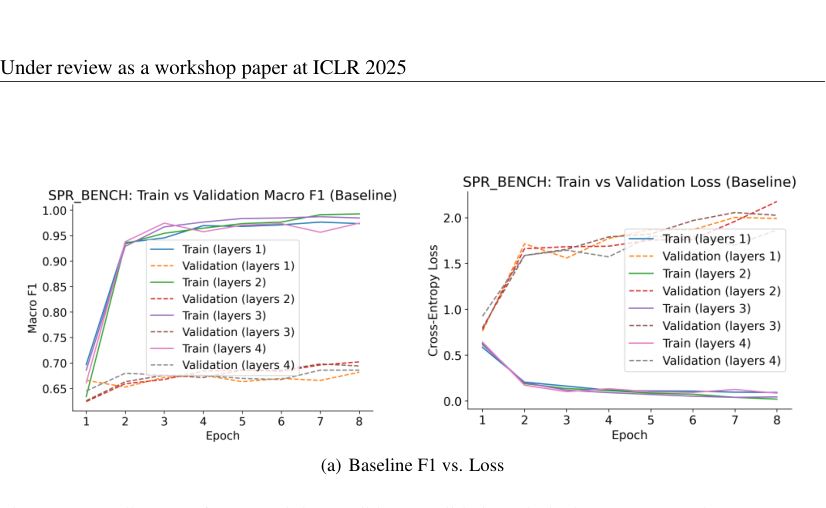 Under review as a workshop paper at ICLR 2025
SPR_BENCH: Train vs Validation Macro F1 (Baseline)
1.00
0.95
0.90
0.85
0.80
0.75
0.70
0.65
Macro F1
Train (layers 1)
Validation (layers 1)
Train (layers 2)
Validation (layers 2)
Train (layers 3)
Validation (layers 3)
Train (layers 4)
Validation (layers 4)
1 2 3 4 5 6 7 8
Epoch
SPR_BENCH: Train vs Validation Loss (Baseline)
2.0
1.5
1.0
0.5
0.0
Cross-Entropy Loss
Train (layers 1)
Validation (layers 1)
Train (layers 2)
Validation (layers 2)
Train (layers 3)
Validation (layers 3)
Train (layers 4)
Validation (layers 4)
1 2 3 4 5 6 7 8
Epoch
(a) Baseline F1 vs. Loss